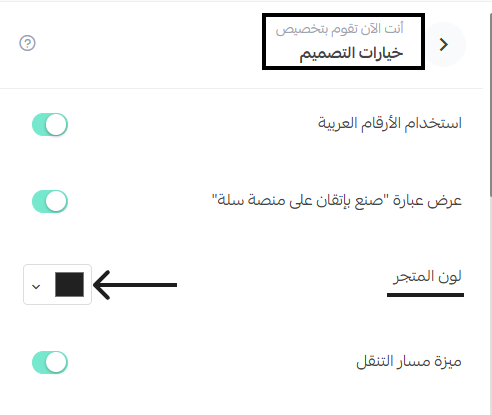 أنت الآن تقوم بتخصيص
خيارات التصميم
استخدام الأرقام العربية
عرض عبارة "صنع بإتقان على منصة سلة"
لون المتجر
ميزة مسار التنقل